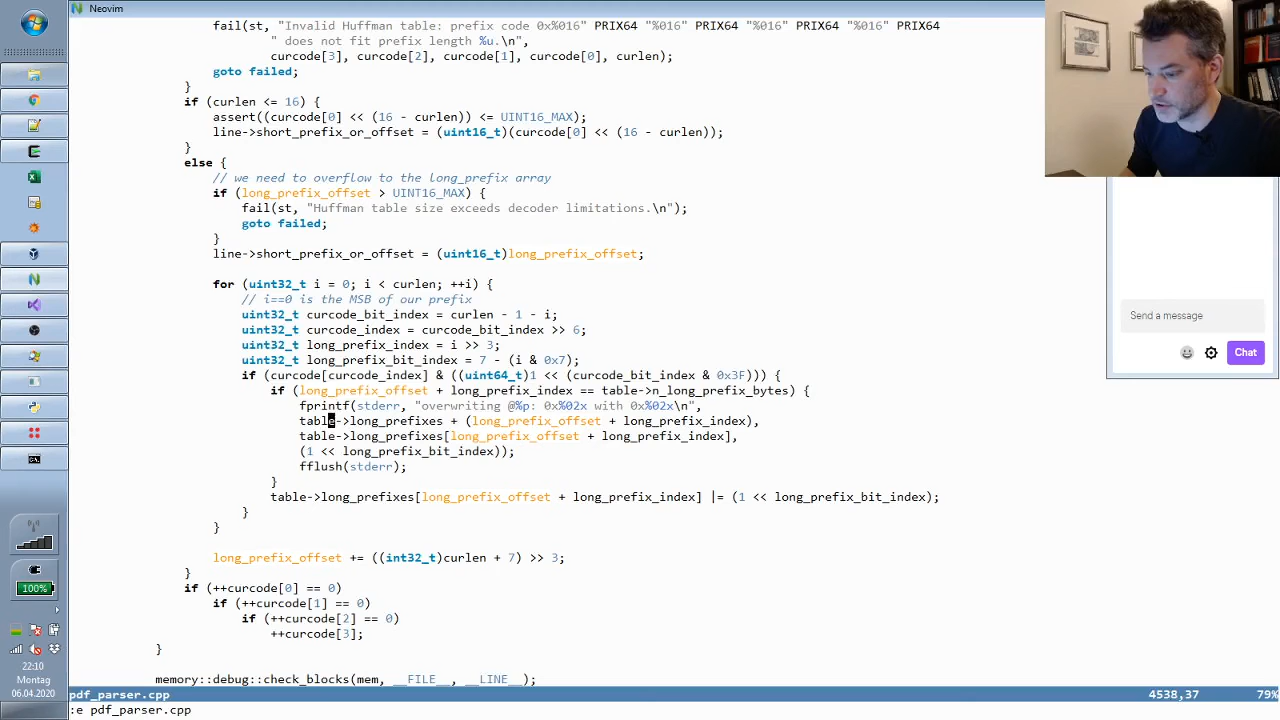 Neovim
fail(st, "Invalid Huffman table: prefix code 0x%016" PRIX64 "%016" PRIX64 "%016" PRIX64 "%016" PRIX64
" does not fit prefix length %u.\n",
curcode[3], curcode[2], curcode[1], curcode[0], curlen);
goto failed;
}
if (curlen <= 16) {
assert((curcode[0] << (16 - curlen)) <= UINT16_MAX);
line->short_prefix_or_offset = (uint16_t)(curcode[0] << (16 - curlen));
}
else {
// we need to overflow to the long_prefix array
if (long_prefix_offset > UINT16_MAX) {
fail(st, "Huffman table size exceeds decoder limitations.\n");
goto failed;
}
line->short_prefix_or_offset = (uint16_t)long_prefix_offset;
for (uint32_t i = 0; i < curlen; ++i) {
// i==0 is the MSB of our prefix
uint32_t curcode_bit_index = curlen - 1 - i;
uint32_t curcode_index = curcode_bit_index >> 6;
uint32_t long_prefix_index = i >> 3;
uint32_t long_prefix_bit_index = 7 - (i & 0x7);
if (curcode[curcode_index] & ((uint64_t)1 << (curcode_bit_index & 0x3F))) {
if (long_prefix_offset + long_prefix_index == table->n_long_prefix_bytes) {
fprintf(stderr, "overwriting @%p: 0x%02x with 0x%02x\n",
table->long_prefixes + (long_prefix_offset + long_prefix_index),
table->long_prefixes[long_prefix_offset + long_prefix_index],
(1 << long_prefix_bit_index));
fflush(stderr);
}
table->long_prefixes[long_prefix_offset + long_prefix_index] |= (1 << long_prefix_bit_index);
}
}
long_prefix_offset += ((int32_t)curlen + 7) >> 3;
}
if (++curcode[0] == 0)
if (++curcode[1] == 0)
if (++curcode[2] == 0)
++curcode[3];
}
memory::debug::check_blocks(mem, __FILE__, __LINE__);
pdf_parser.cpp 4538,37 79%
:e pdf_parser.cpp
Send a message
Chat
100%
22:10
Montag
06.04.2020